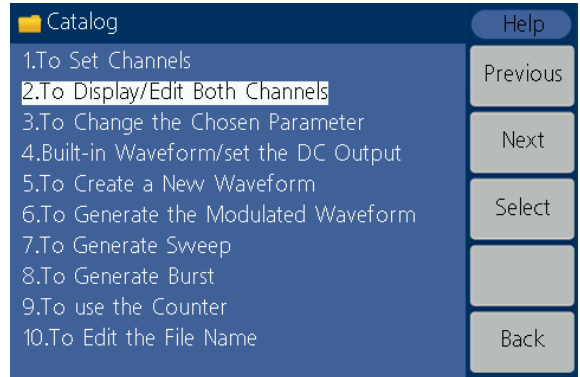 Catalog
Help
1.To Set Channels
2.To Display/Edit Both Channels
3.To Change the Chosen Parameter
4.Built-in Waveform/set the DC Output
5.To Create a New Waveform
6.To Generate the Modulated Waveform
7.To Generate Sweep
8.To Generate Burst
9.To use the Counter
10.To Edit the File Name
Previous
Next
Select
Back